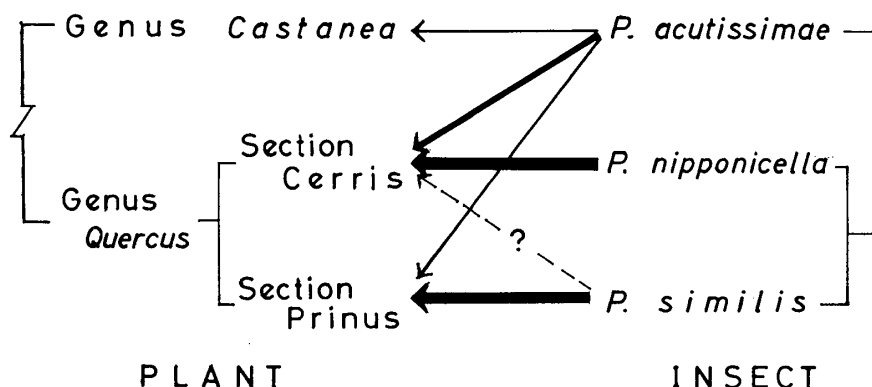 Genus Castanea P. acutissimae
Section
Cerris P. nipponicella
Genus
Quercus
?
Section
Prinus P. similis
PLANT INSECT